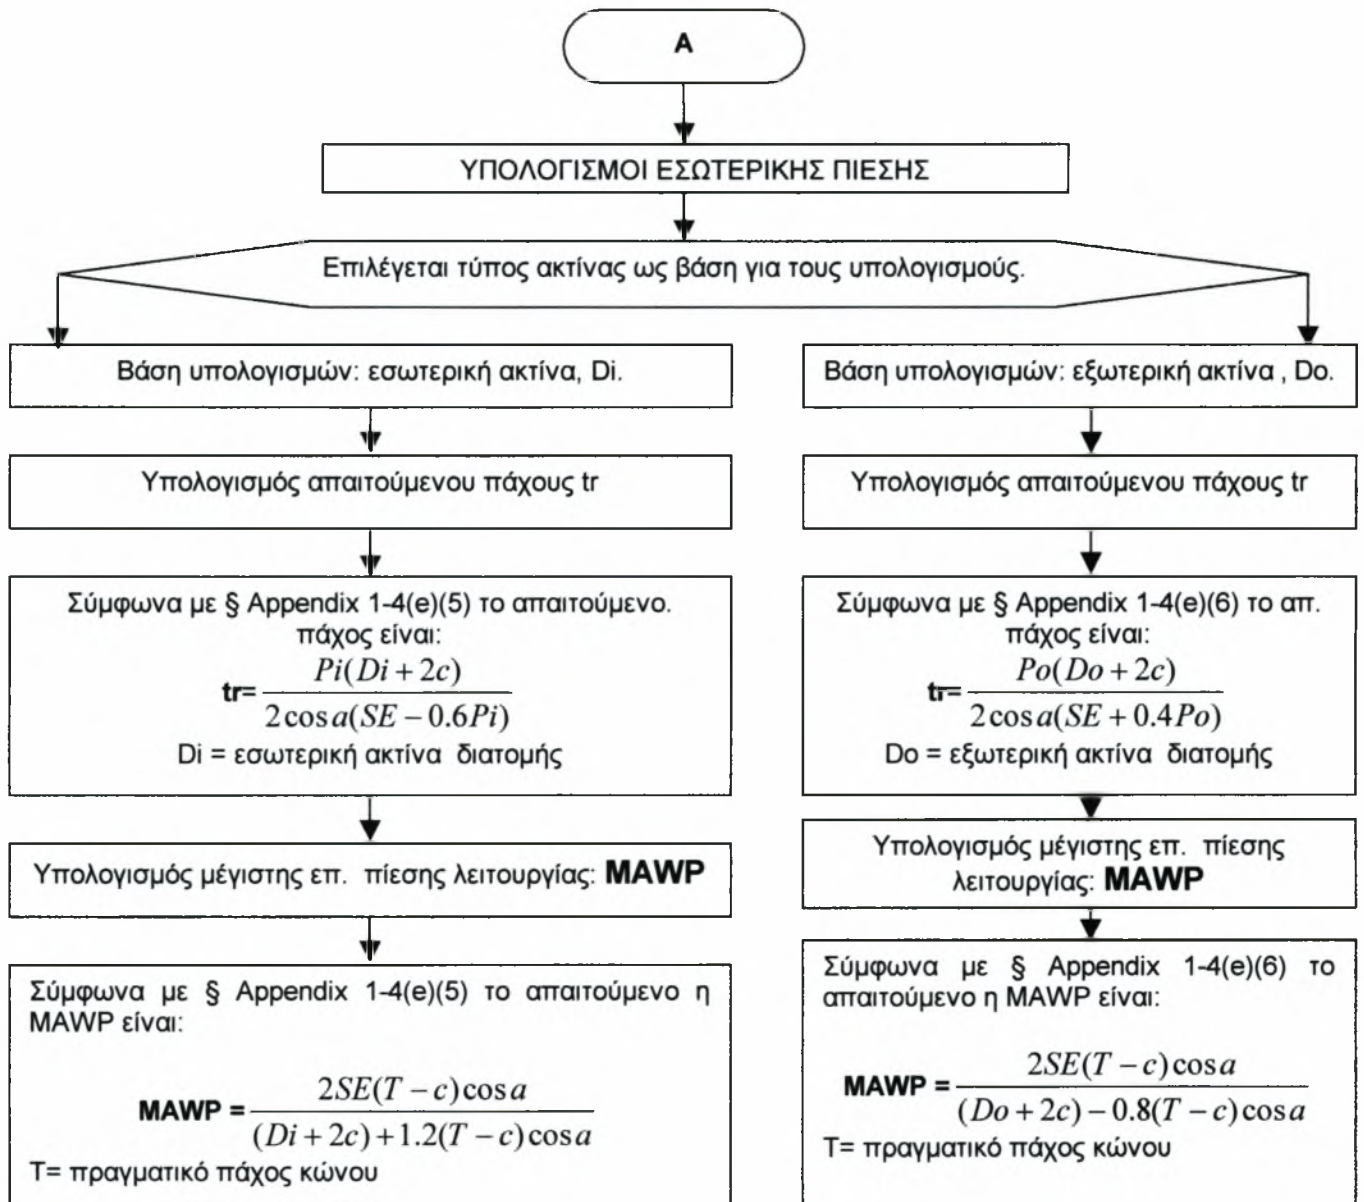 A
ΥΠΟΛΟΓΙΣΜΟΙ ΕΣΩΤΕΡΙΚΗΣ ΠΙΕΣΗΣ
Επιλέγεται τύπος ακτίνας ως βάση για τους υπολογισμούς.
Βάση υπολογισμών: εσωτερική ακτίνα, Di.
Υπολογισμός απαιτούμενου πάχους tr
Σύμφωνα με § Appendix 1-4(e)(5) το απαιτούμενο.
πάχος είναι:
tr= \frac{Pi(Di + 2c)}{2cos a(SE − 0.6Pi)}
Di = εσωτερική ακτίνα διατομής
Υπολογισμός μέγιστης επ. πίεσης λειτουργίας: MAWP
Σύμφωνα με § Appendix 1-4(e)(5) το απαιτούμενο η
MAWP είναι:
MAWP = \frac{2SE(T − c)cos a}{(Di + 2c) + 1.2(T − c)cos a}
T= πραγματικό πάχος κώνου
Βάση υπολογισμών: εξωτερική ακτίνα , Do.
Υπολογισμός απαιτούμενου πάχους tr
Σύμφωνα με § Appendix 1-4(e)(6) το απ.
πάχος είναι:
tr= \frac{Po(Do + 2c)}{2cos a(SE + 0.4Po)}
Do = εξωτερική ακτίνα διατομής
Υπολογισμός μέγιστης επ. πίεσης
λειτουργίας: MAWP
Σύμφωνα με § Appendix 1-4(e)(6) το
απαιτούμενο η MAWP είναι:
MAWP = \frac{2SE(T − c)cos a}{(Do + 2c) − 0.8(T − c)cos a}
T= πραγματικό πάχος κώνου